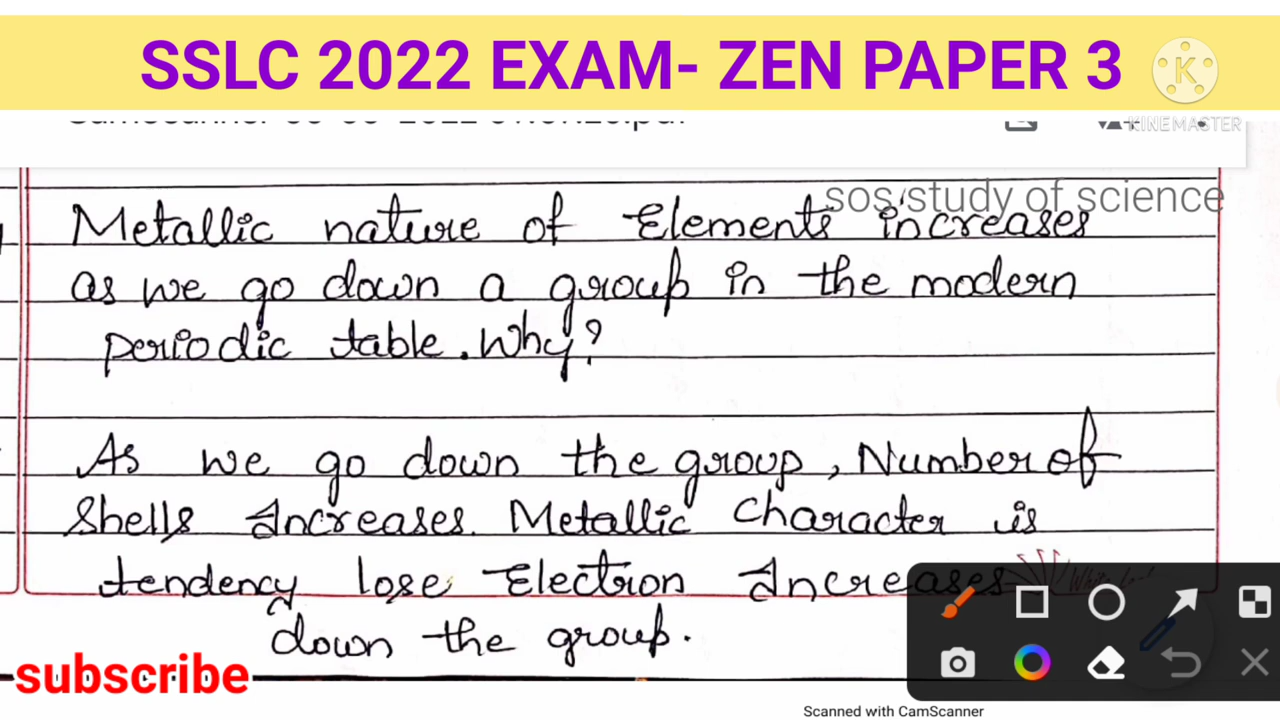 SSLC 2022 EXAM- ZEN PAPER 3
K
KINEMASTER
sos study of science
Metallic nature of Elements increases
as we go down a group in the modern
periodic table. Why?
As we go down the group, Number of
Shells Increases. Metallic Character is
tendency lose Electron Increases
down the group.
subscribe
Scanned with CamScanner